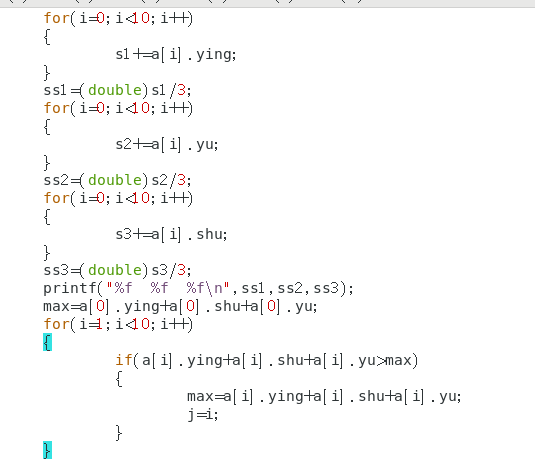 for(i=0;i<10;i++)
{
s1+=a[i].ying;
}
ss1=(double)s1/3;
for(i=0;i<10;i++)
{
s2+=a[i].yu;
}
ss2=(double)s2/3;
for(i=0;i<10;i++)
{
s3+=a[i].shu;
}
ss3=(double)s3/3;
printf("%f  %f  %f\n",ss1,ss2,ss3);
max=a[0].ying+a[0].shu+a[0].yu;
for(i=1;i<10;i++)
{
if(a[i].ying+a[i].shu+a[i].yu>max)
{
max=a[i].ying+a[i].shu+a[i].yu;
j=i;
}
}